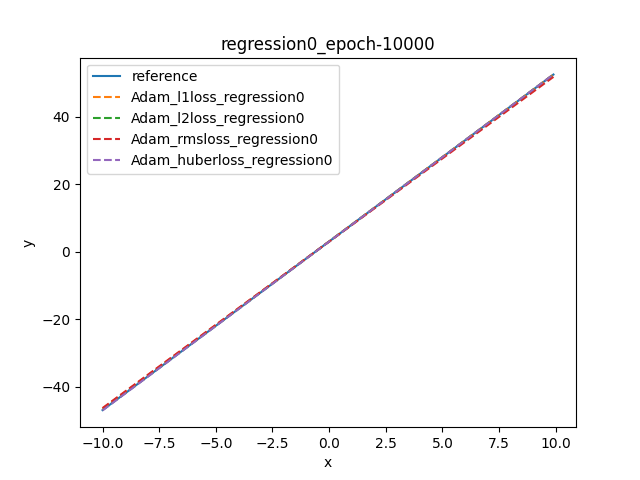 regression0_epoch-10000
reference
Adam_l1loss_regression0
Adam_l2loss_regression0
Adam_rmsloss_regression0
Adam_huberloss_regression0
40
20
0
−20
−40
y
−10.0 −7.5 −5.0 −2.5 0.0 2.5 5.0 7.5 10.0
x